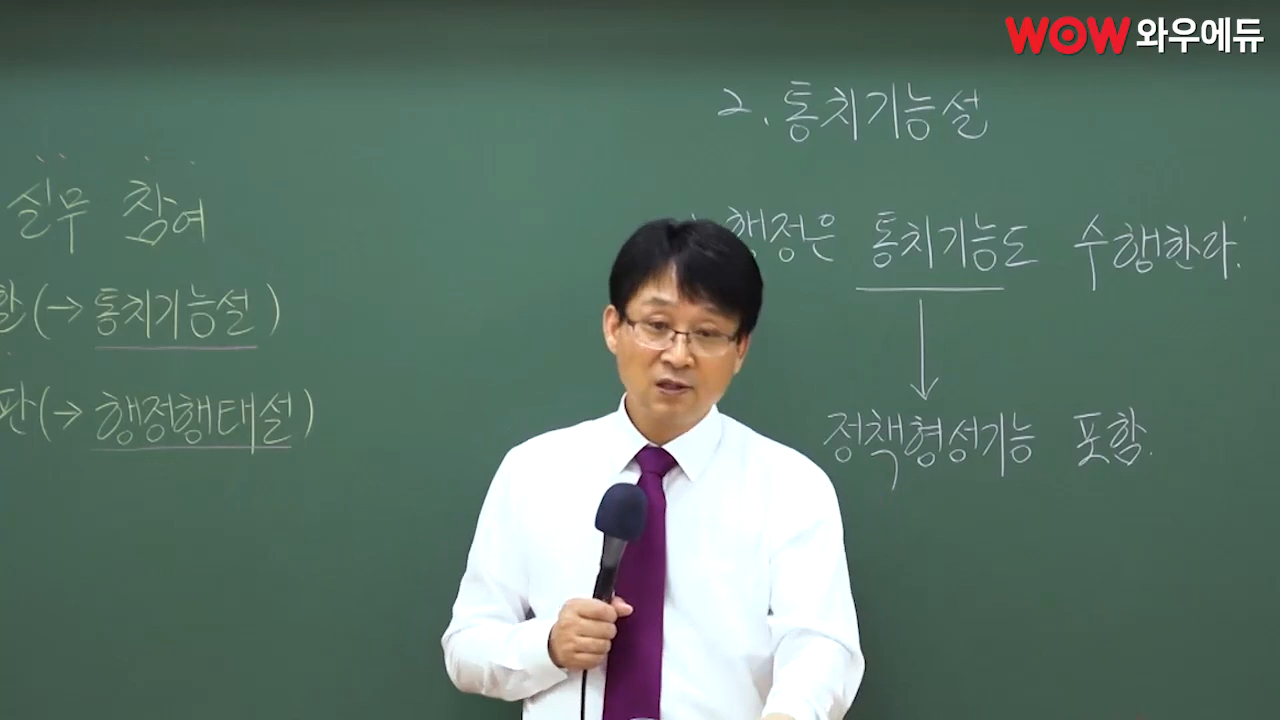 WOW 와우에듀
실무 참여
환(→ 통치기능설)
판(→ 행정행태설)
2. 통치기능설
행정은 통치기능도 수행한다.
↓
정책형성기능 포함.